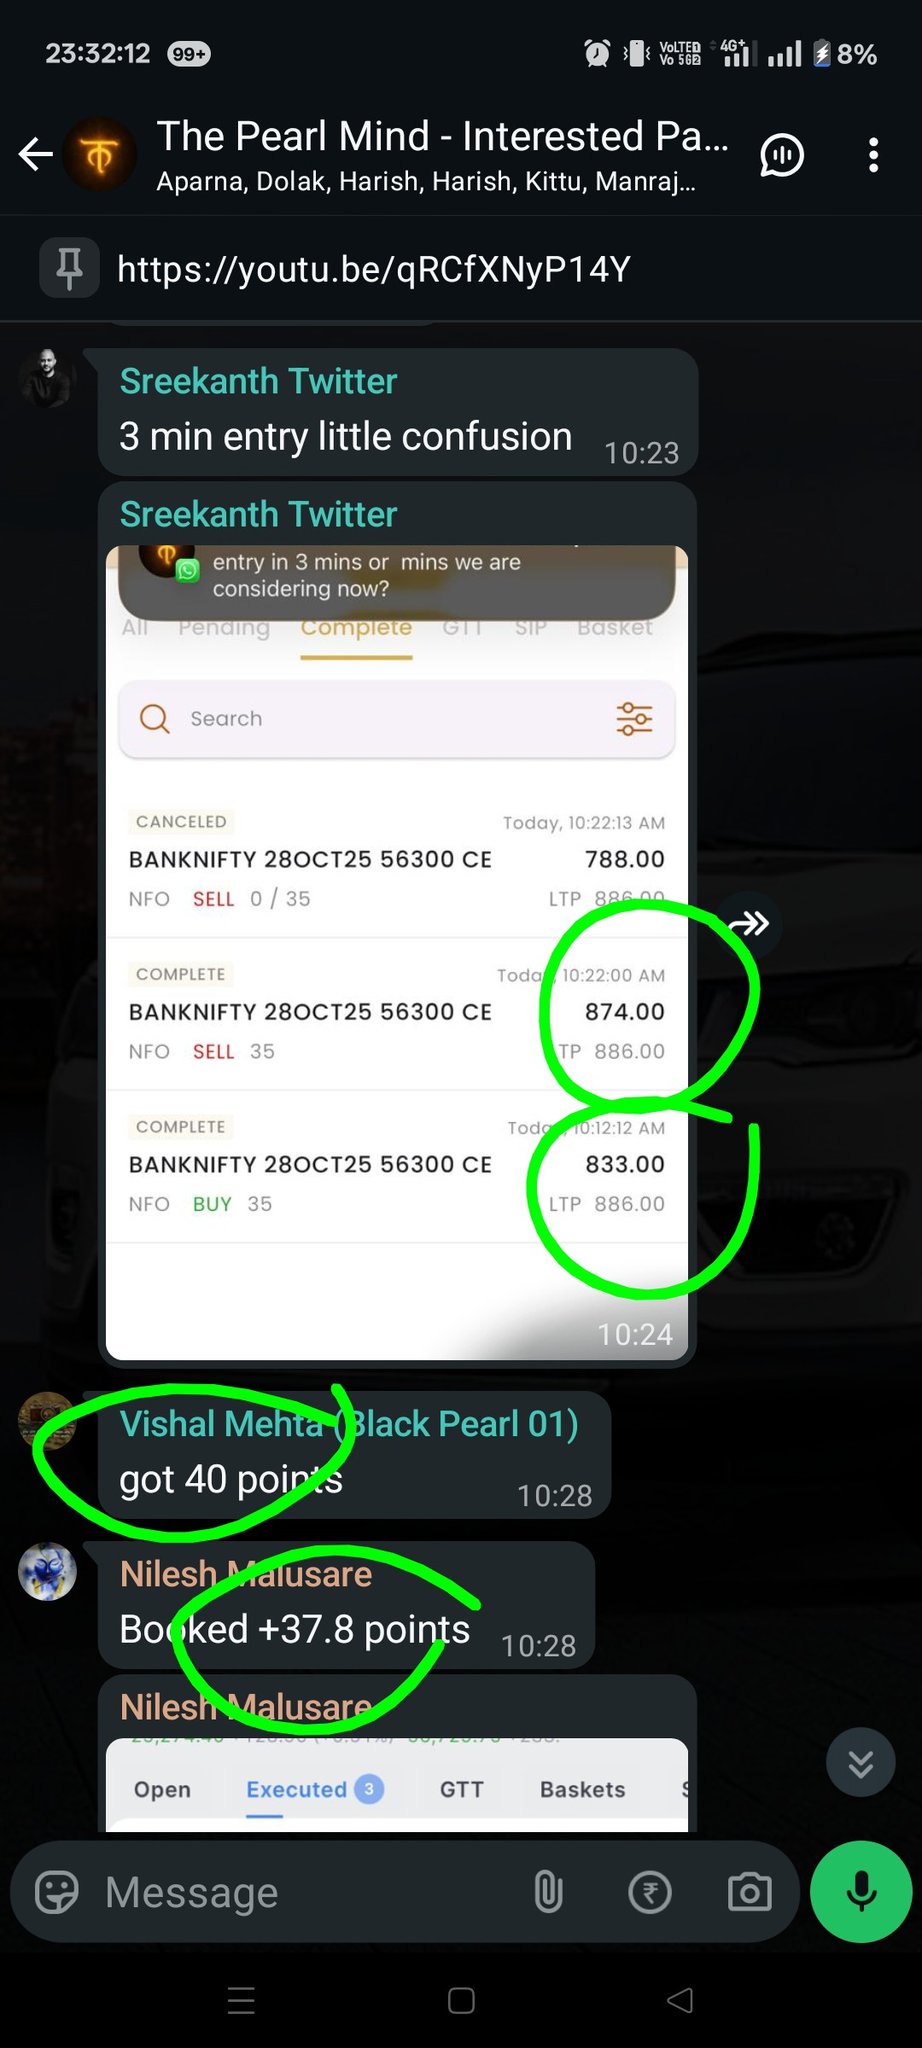 23:32:12 99+ VoLTE1 Vo 5G2 4G+ 8%
The Pearl Mind - Interested Pa...
Aparna, Dolak, Harish, Harish, Kittu, Manraj...
https://youtu.be/qRCfXNyP14Y
Sreekanth Twitter
3 min entry little confusion 10:23
Sreekanth Twitter
entry in 3 mins or mins we are
considering now?
All Pending Complete GTT SIP Basket
Search
CANCELED Today, 10:22:13 AM
BANKNIFTY 28OCT25 56300 CE 788.00
NFO SELL 0 / 35 LTP 886.00
COMPLETE Today, 10:22:00 AM
BANKNIFTY 28OCT25 56300 CE 874.00
NFO SELL 35 LTP 886.00
COMPLETE Today, 10:12:12 AM
BANKNIFTY 28OCT25 56300 CE 833.00
NFO BUY 35 LTP 886.00
10:24
Vishal Mehta (Black Pearl 01)
got 40 points 10:28
Nilesh Malusare
Booked +37.8 points 10:28
Nilesh Malusare
Open Executed 3 GTT Baskets
Message